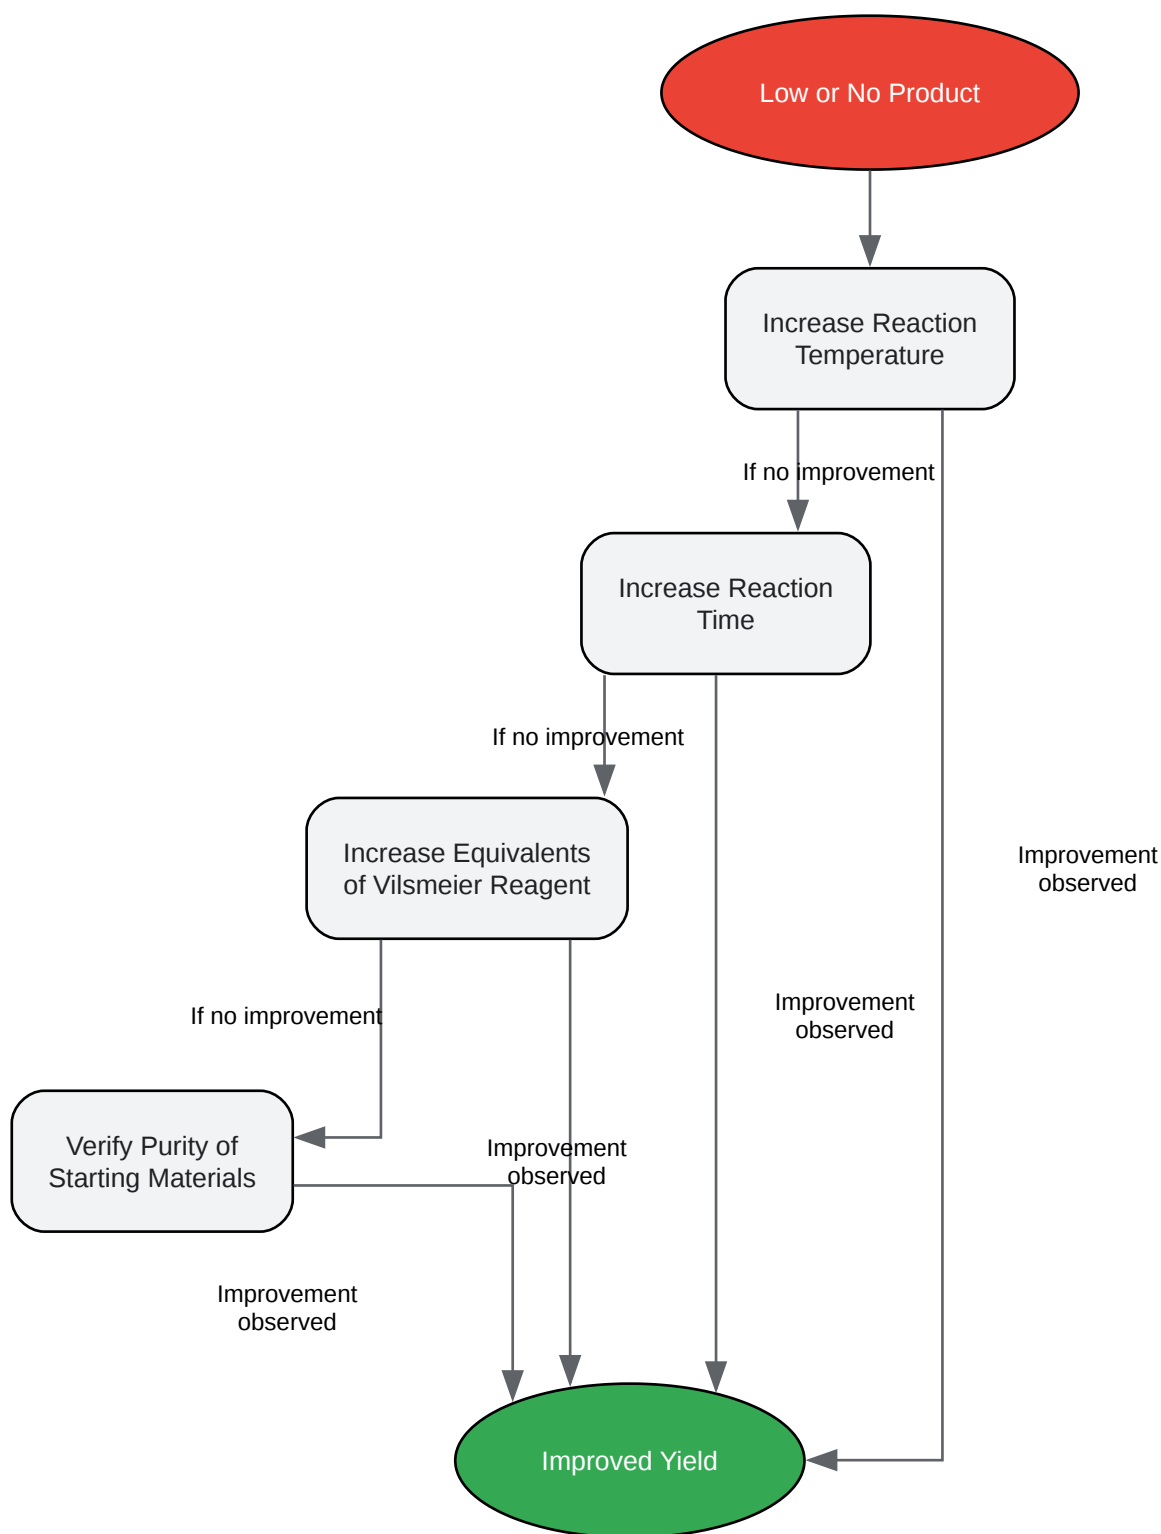 Low or No Product
Increase Reaction
Temperature
If no improvement
Increase Reaction
Time
If no improvement
Increase Equivalents
of Vilsmeier Reagent
Improvement
observed
If no improvement
Improvement
observed
Verify Purity of
Starting Materials
Improvement
observed
Improvement
observed
Improved Yield